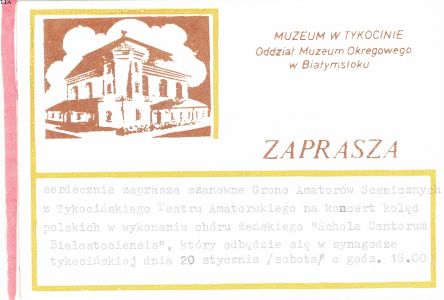 MUZEUM W TYKOCINIE
Oddział Muzeum Okręgowego
w Białymstoku
ZAPRASZA
serdecznie zaprasza szanowne Grono Amatorów Scenicznych
z Tykocińskiego Teatru Amatorskiego na koncert kolęd
polskich w wykonaniu chóru żeńskiego "Schola Cantorum
Bialostociensis", który odbędzie się w synagodze
tykocińskiej dnia 20 stycznia /sobota/ o godz. 16.00